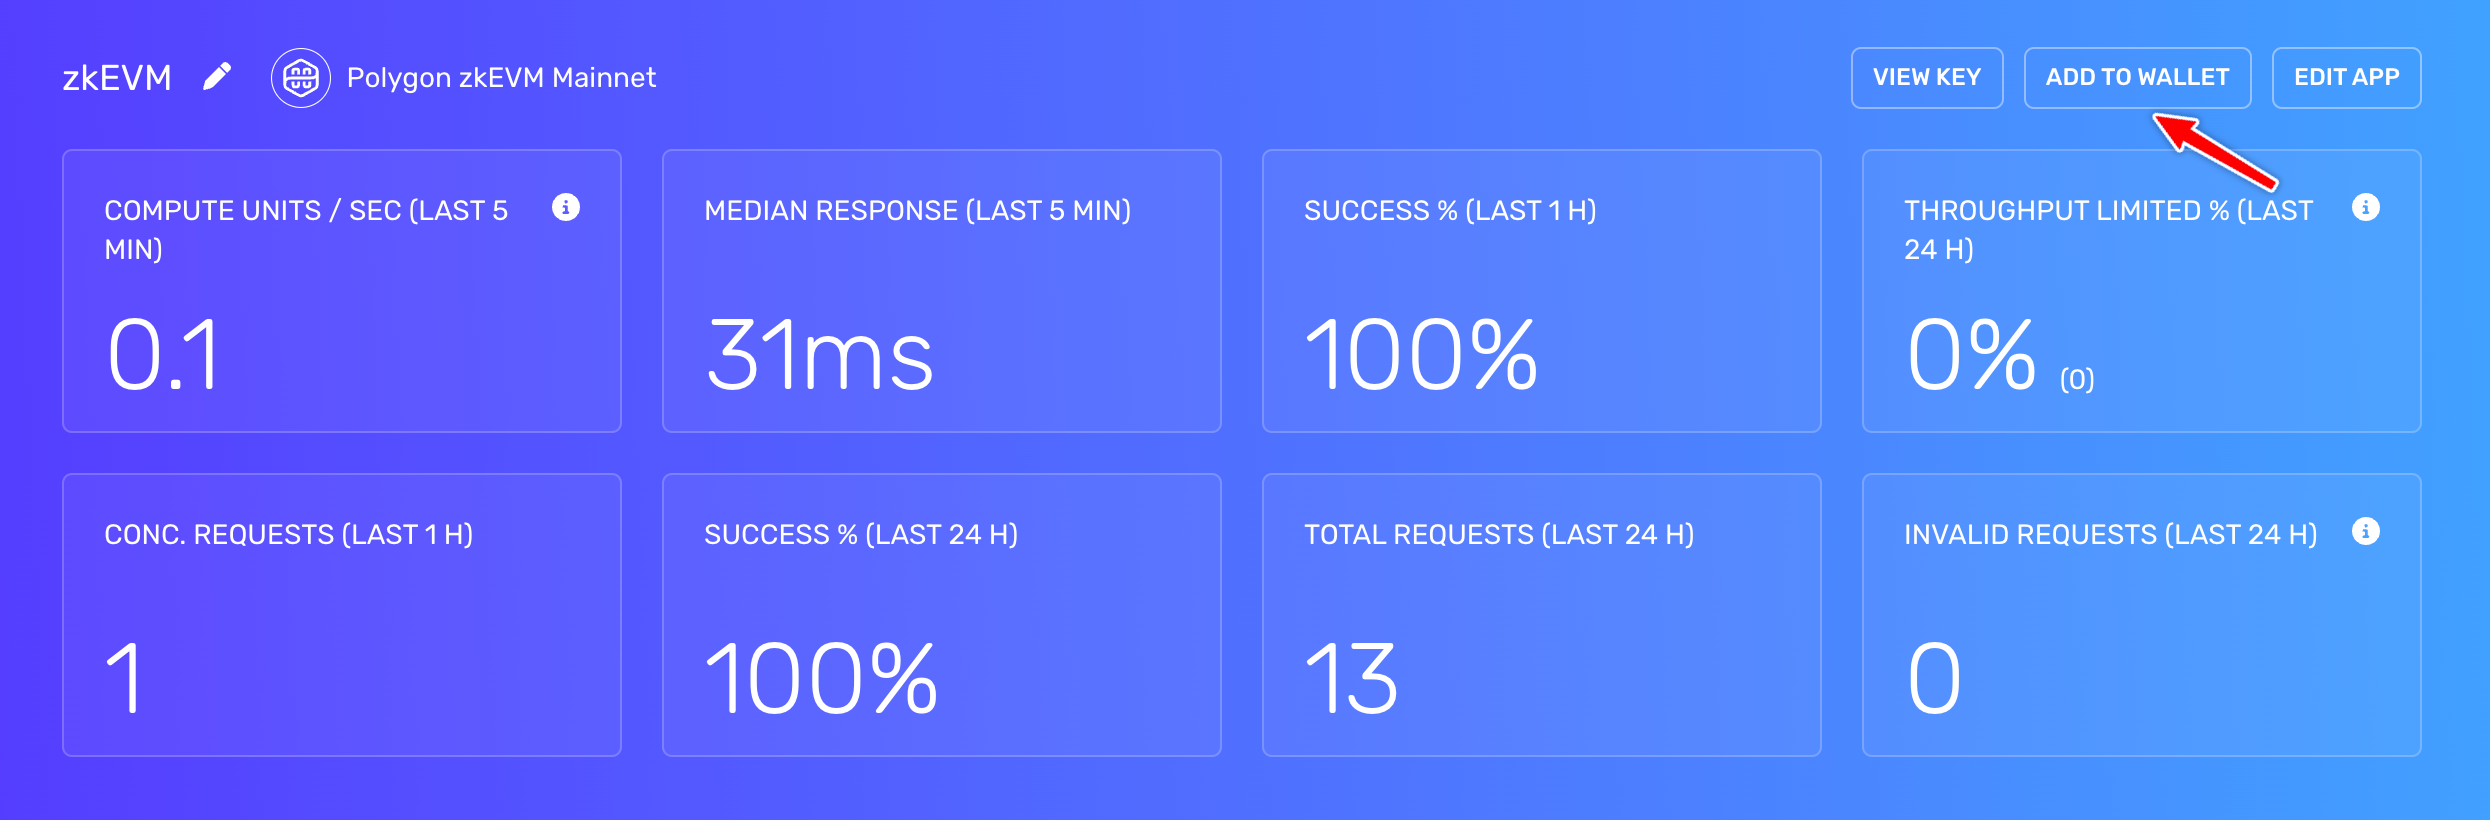 zkEVM
Polygon zkEVM Mainnet
VIEW KEY
ADD TO WALLET
EDIT APP
COMPUTE UNITS / SEC (LAST 5
MIN)
0.1
MEDIAN RESPONSE (LAST 5 MIN)
31ms
SUCCESS % (LAST 1 H)
100%
THROUGHPUT LIMITED % (LAST
24 H)
0% (0)
CONC. REQUESTS (LAST 1 H)
1
SUCCESS % (LAST 24 H)
100%
TOTAL REQUESTS (LAST 24 H)
13
INVALID REQUESTS (LAST 24 H)
0